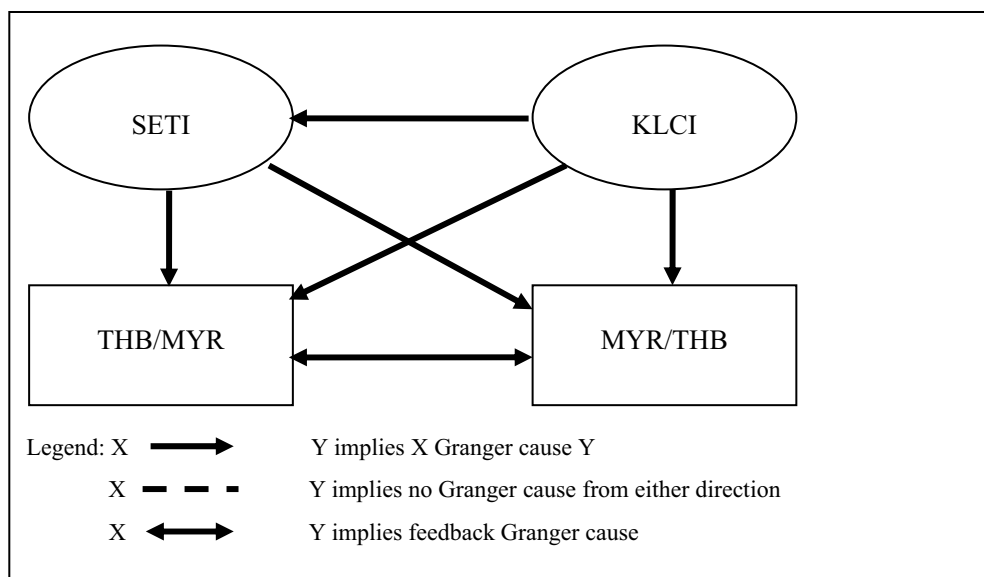 SETI
KLCI
THB/MYR
MYR/THB
Legend: X Y implies X Granger cause Y
X Y implies no Granger cause from either direction
X Y implies feedback Granger cause